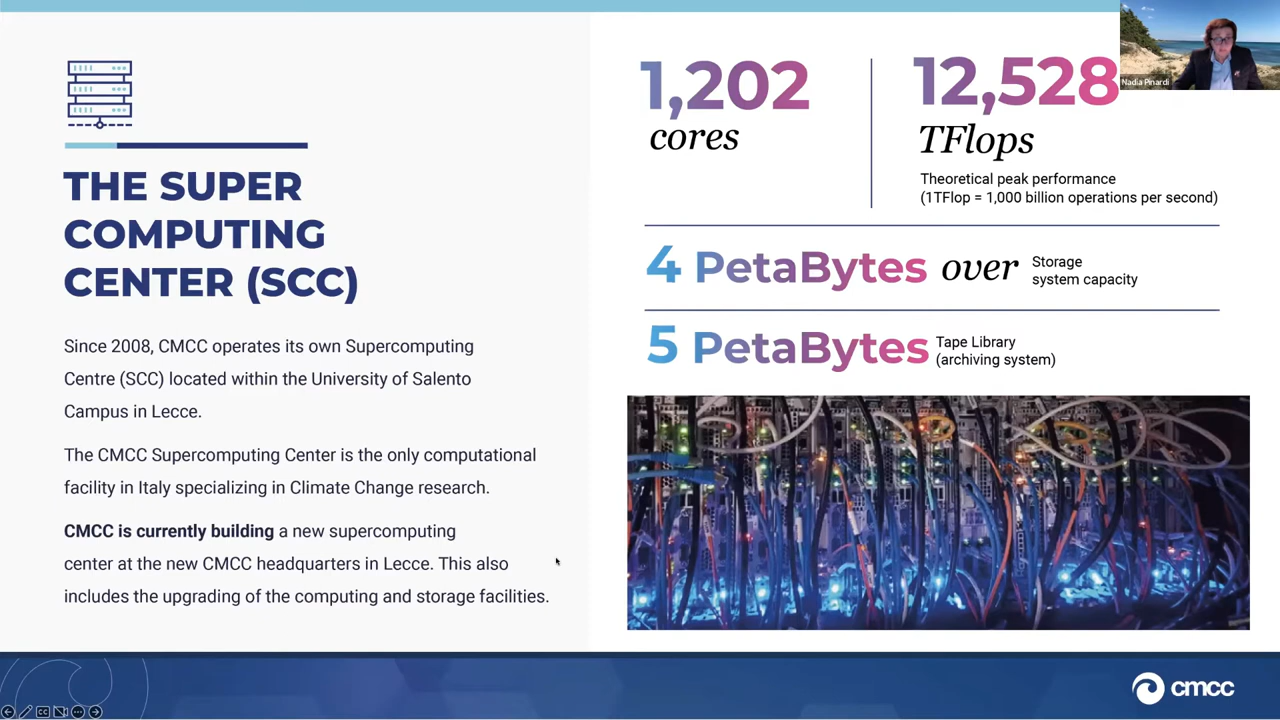 THE SUPER
COMPUTING
CENTER (SCC)
Since 2008, CMCC operates its own Supercomputing
Centre (SCC) located within the University of Salento
Campus in Lecce.
The CMCC Supercomputing Center is the only computational
facility in Italy specializing in Climate Change research.
CMCC is currently building a new supercomputing
center at the new CMCC headquarters in Lecce. This also
includes the upgrading of the computing and storage facilities.
1,202
cores
12,528
TFlops
Theoretical peak performance
(1TFlop = 1,000 billion operations per second)
4 PetaBytes over Storage
system capacity
5 PetaBytes Tape Library
(archiving system)
Nadia Pinardi
cmcc